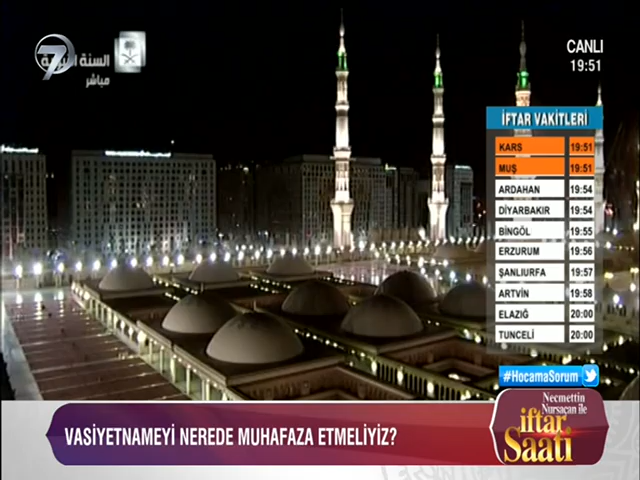 7
السنة النبوية
مباشر
CANLI
19:51
İFTAR VAKİTLERİ
KARS 19:51
MUŞ 19:51
ARDAHAN 19:54
DİYARBAKIR 19:54
BİNGÖL 19:55
ERZURUM 19:56
ŞANLIURFA 19:57
ARTVİN 19:58
ELAZIĞ 20:00
TUNCELİ 20:00
#HocamaSorum
Necmettin
Nursaçan ile
iftar
Saati
VASİYETNAMEYİ NEREDE MUHAFAZA ETMELİYİZ?